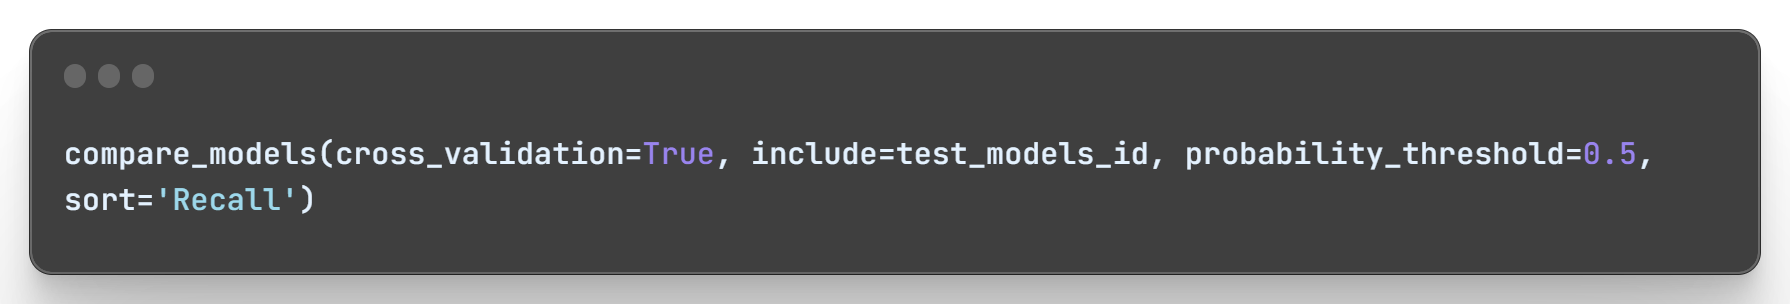 compare_models(cross_validation=True, include=test_models_id, probability_threshold=0.5,
sort='Recall')